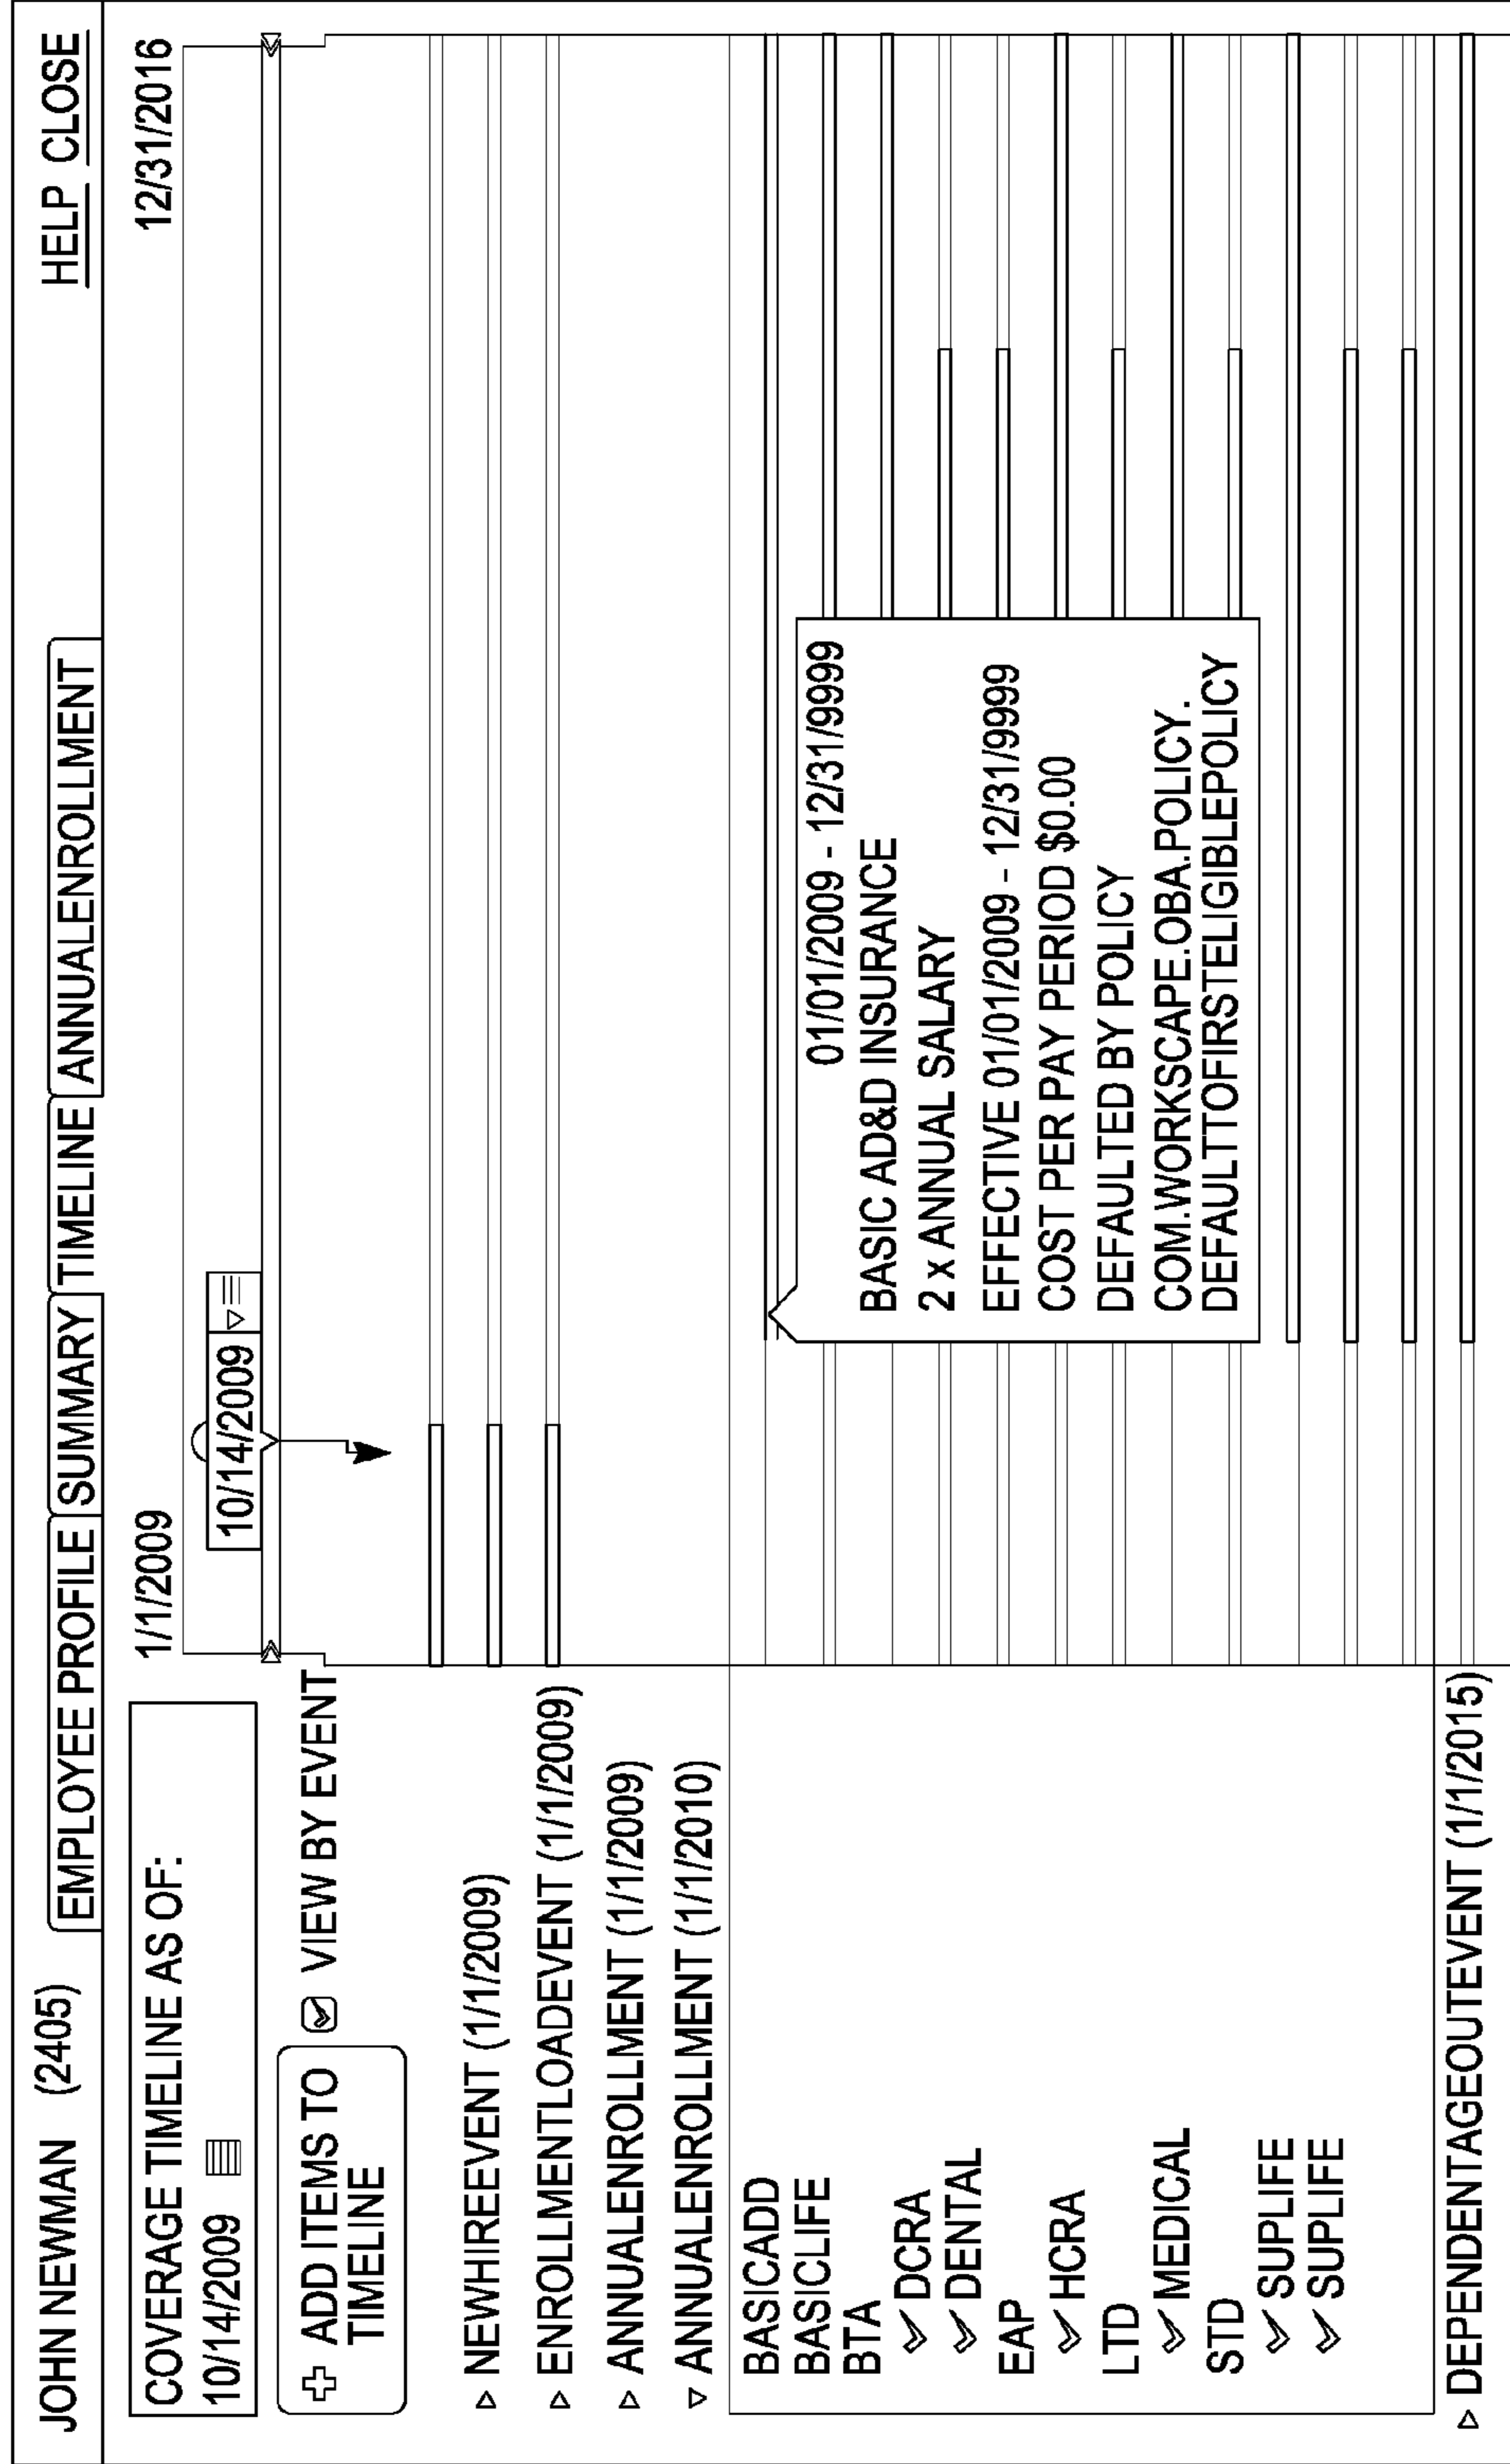 JOHN NEWMAN (2405)
EMPLOYEE PROFILE
SUMMARY
TIMELINE
ANNUALENROLLMENT
HELP CLOSE
COVERAGE TIMELINE AS OF:
10/14/2009
1/1/2009
12/31/2016
10/14/2009
ADD ITEMS TO
TIMELINE
VIEW BY EVENT
NEWHIREEVENT (1/1/2009)
ENROLLMENTLOADEVENT (1/1/2009)
ANNUALENROLLMENT (1/1/2009)
ANNUALENROLLMENT (1/1/2010)
BASICADD
BASICLIFE
BTA
DCRA
DENTAL
EAP
HCRA
LTD
MEDICAL
STD
SUPLIFE
SUPLIFE
01/01/2009 - 12/31/9999
BASIC AD&D INSURANCE
2 x ANNUAL SALARY
EFFECTIVE 01/01/2009 - 12/31/9999
COST PER PAY PERIOD $0.00
DEFAULTED BY POLICY
COM.WORKSCAPE.OBA.POLICY.
DEFAULTTOFIRSTELIGIBLEPOLICY
DEPENDENTAGEOUTEVENT (1/1/2015)